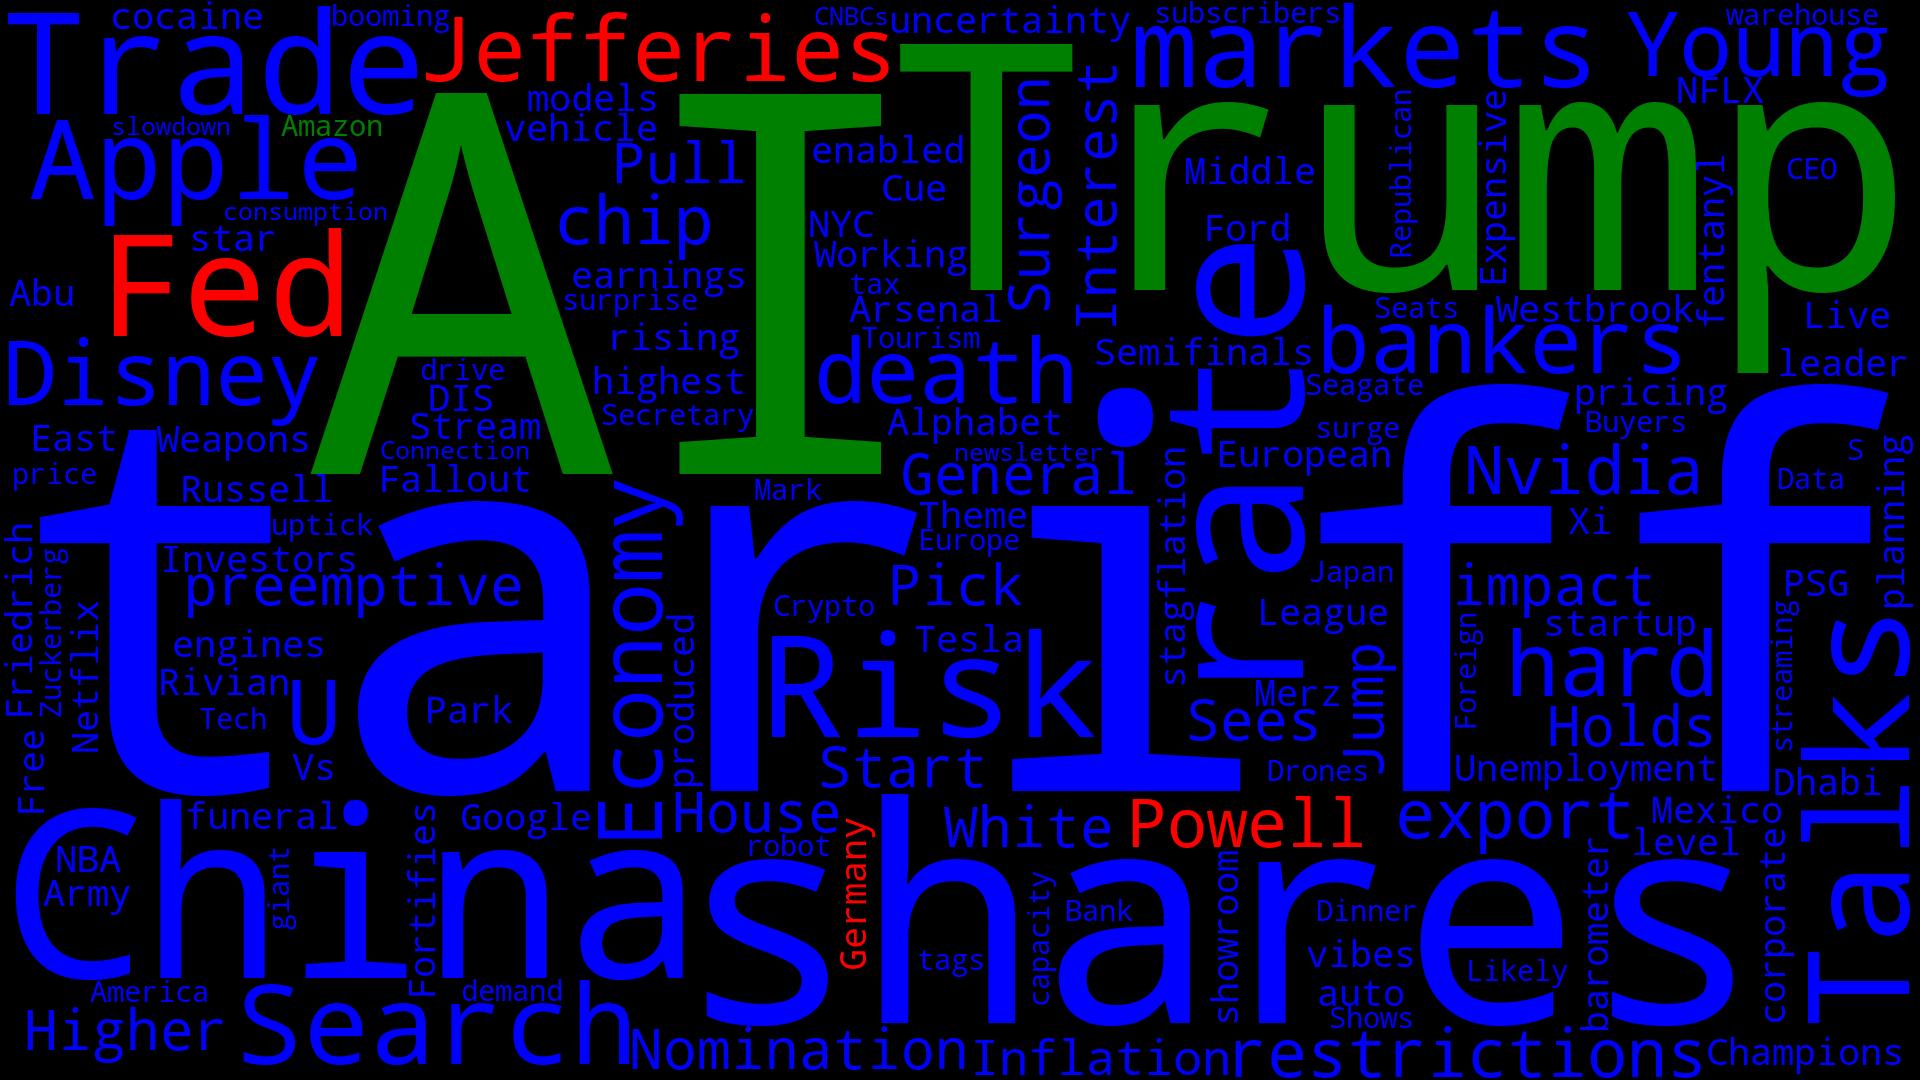 cocaine
booming
CNBCs
uncertainty
subscribers
warehouse
Trade
Jefferies
markets
Young
NFLX
slowdown
Amazon
models
vehicle
Trump
Apple
AI
Pull
enabled
Cue
Surgeon
Interest
Middle
Republican
Expensive
fentanyl
CEO
consumption
star
chip
NYC
Working
Ford
Fed
earnings
surprise
tax
Arsenal
Abu
rising
Tourism
Seats
Westbrook
Live
Disney
drive
DIS
highest
death
Semifinals
bankers
leader
Stream
Secretary
Alphabet
rate
Seagate
pricing
East
Weapons
Connection
newsletter
surge
Buyers
price
Russell
Fallout
Mark
General
European
Nvidia
S
Data
planning
tariff
uptick
Economy
Theme
Europe
stagflation
Xi
Investors
preemptive
Crypto
Pick
Japan
impact
PSG
Friedrich
Zuckerberg
Netflix
engines
produced
Risk
Tesla
League
Foreign
startup
hard
streaming
Rivian
Tech
U
Park
Merz
Sees
Jump
Holds
Talks
Free
Vs
Start
Drones
Unemployment
Dhabi
China
funeral
Fortifies
Google
House
White
Powell
export
Mexico
level
NBA
Army
giant
robot
Germany
shares
capacity
Bank
showroom
Dinner
barometer
corporate
tags
vibes
Likely
America
demand
auto
Shows
Higher
Search
Nomination
Inflation
restrictions
Champions